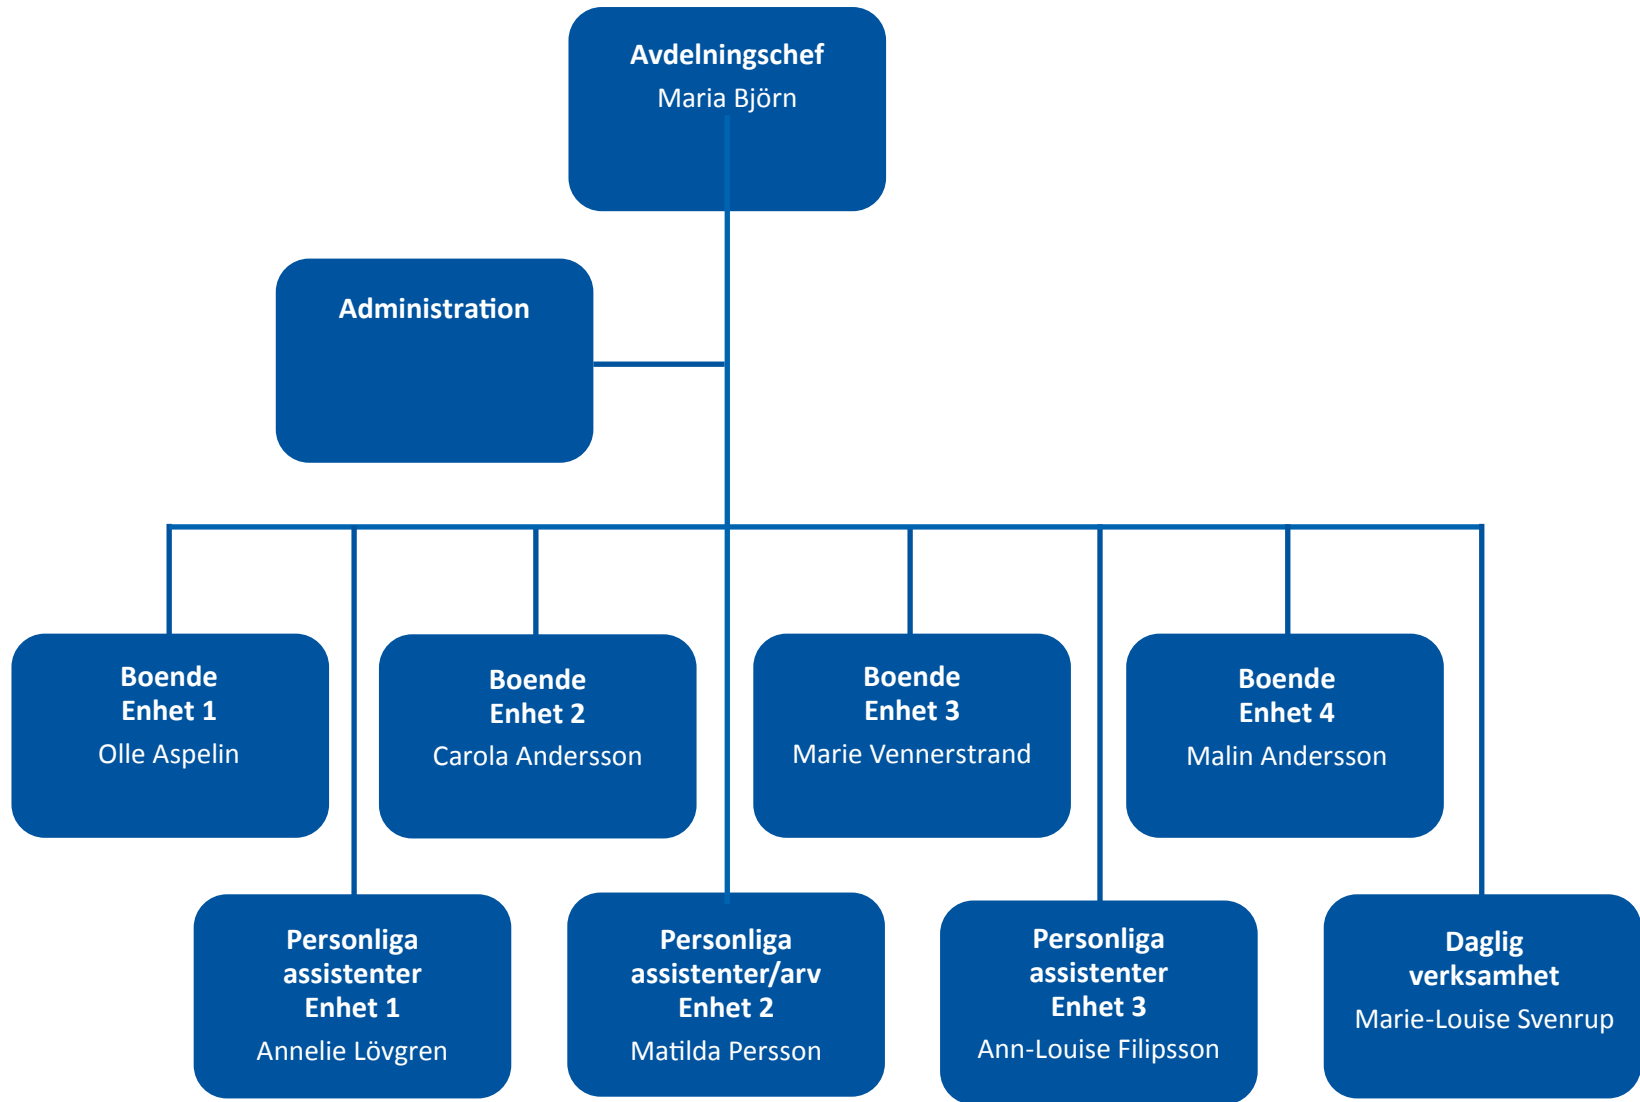 Avdelningschef
Maria Björn
Administration
Boende
Enhet 1
Olle Aspelin
Boende
Enhet 2
Carola Andersson
Boende
Enhet 3
Marie Vennerstrand
Boende
Enhet 4
Malin Andersson
Personliga
assistenter
Enhet 1
Annelie Lövgren
Personliga
assistenter/arv
Enhet 2
Matilda Persson
Personliga
assistenter
Enhet 3
Ann-Louise Filipsson
Daglig
verksamhet
Marie-Louise Svenrup